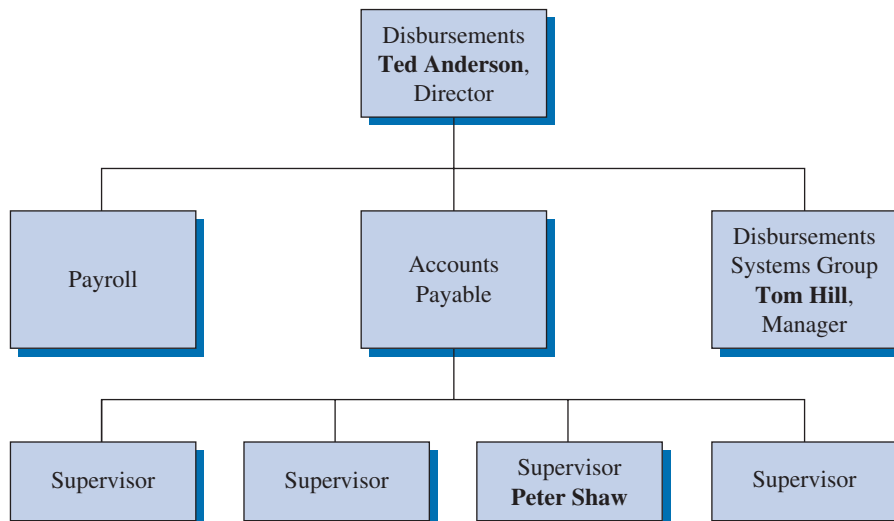 Disbursements
Ted Anderson,
Director
Payroll
Accounts
Payable
Disbursements
Systems Group
Tom Hill,
Manager
Supervisor
Supervisor
Supervisor
Peter Shaw
Supervisor